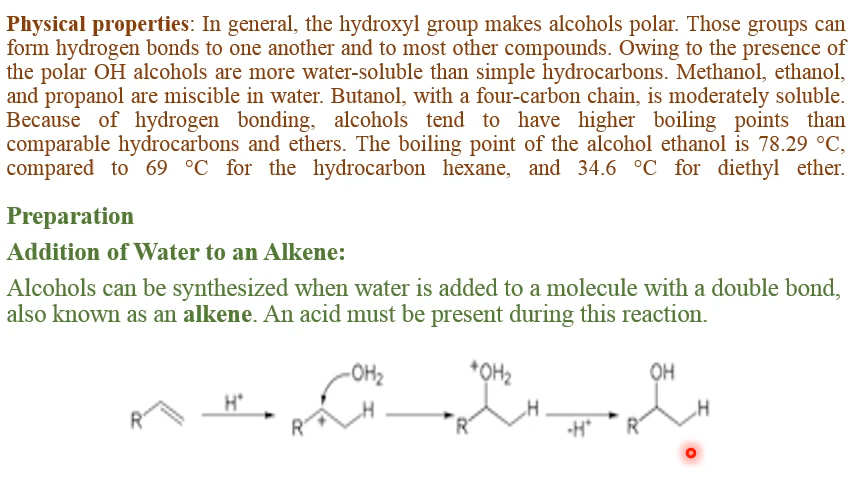 Physical properties: In general, the hydroxyl group makes alcohols polar. Those groups can
form hydrogen bonds to one another and to most other compounds. Owing to the presence of
the polar OH alcohols are more water-soluble than simple hydrocarbons. Methanol, ethanol,
and propanol are miscible in water. Butanol, with a four-carbon chain, is moderately soluble.
Because of hydrogen bonding, alcohols tend to have higher boiling points than
comparable hydrocarbons and ethers. The boiling point of the alcohol ethanol is 78.29 °C,
compared to 69 °C for the hydrocarbon hexane, and 34.6 °C for diethyl ether.
Preparation
Addition of Water to an Alkene:
Alcohols can be synthesized when water is added to a molecule with a double bond,
also known as an alkene. An acid must be present during this reaction.
OH₂ ⁺OH₂ OH
R H⁺ R + H R H -H⁺ R H